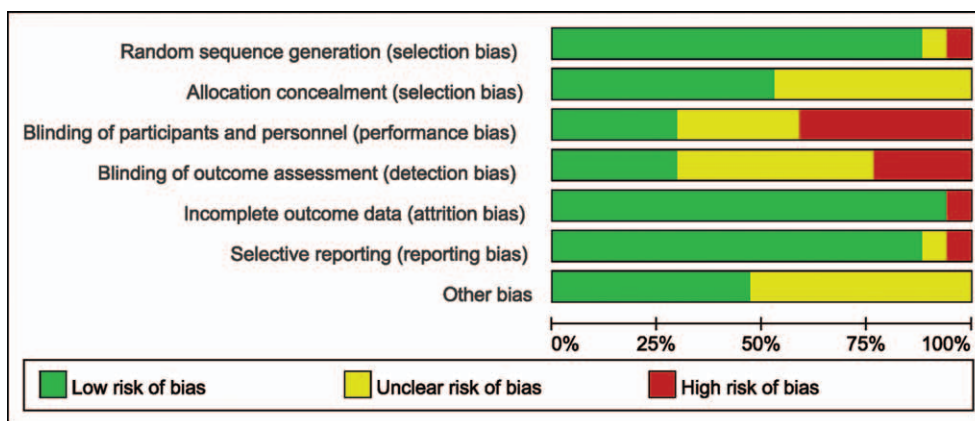 Random sequence generation (selection bias)
Allocation concealment (selection bias)
Blinding of participants and personnel (performance bias)
Blinding of outcome assessment (detection bias)
Incomplete outcome data (attrition bias)
Selective reporting (reporting bias)
Other bias
0% 25% 50% 75% 100%
Low risk of bias Unclear risk of bias High risk of bias